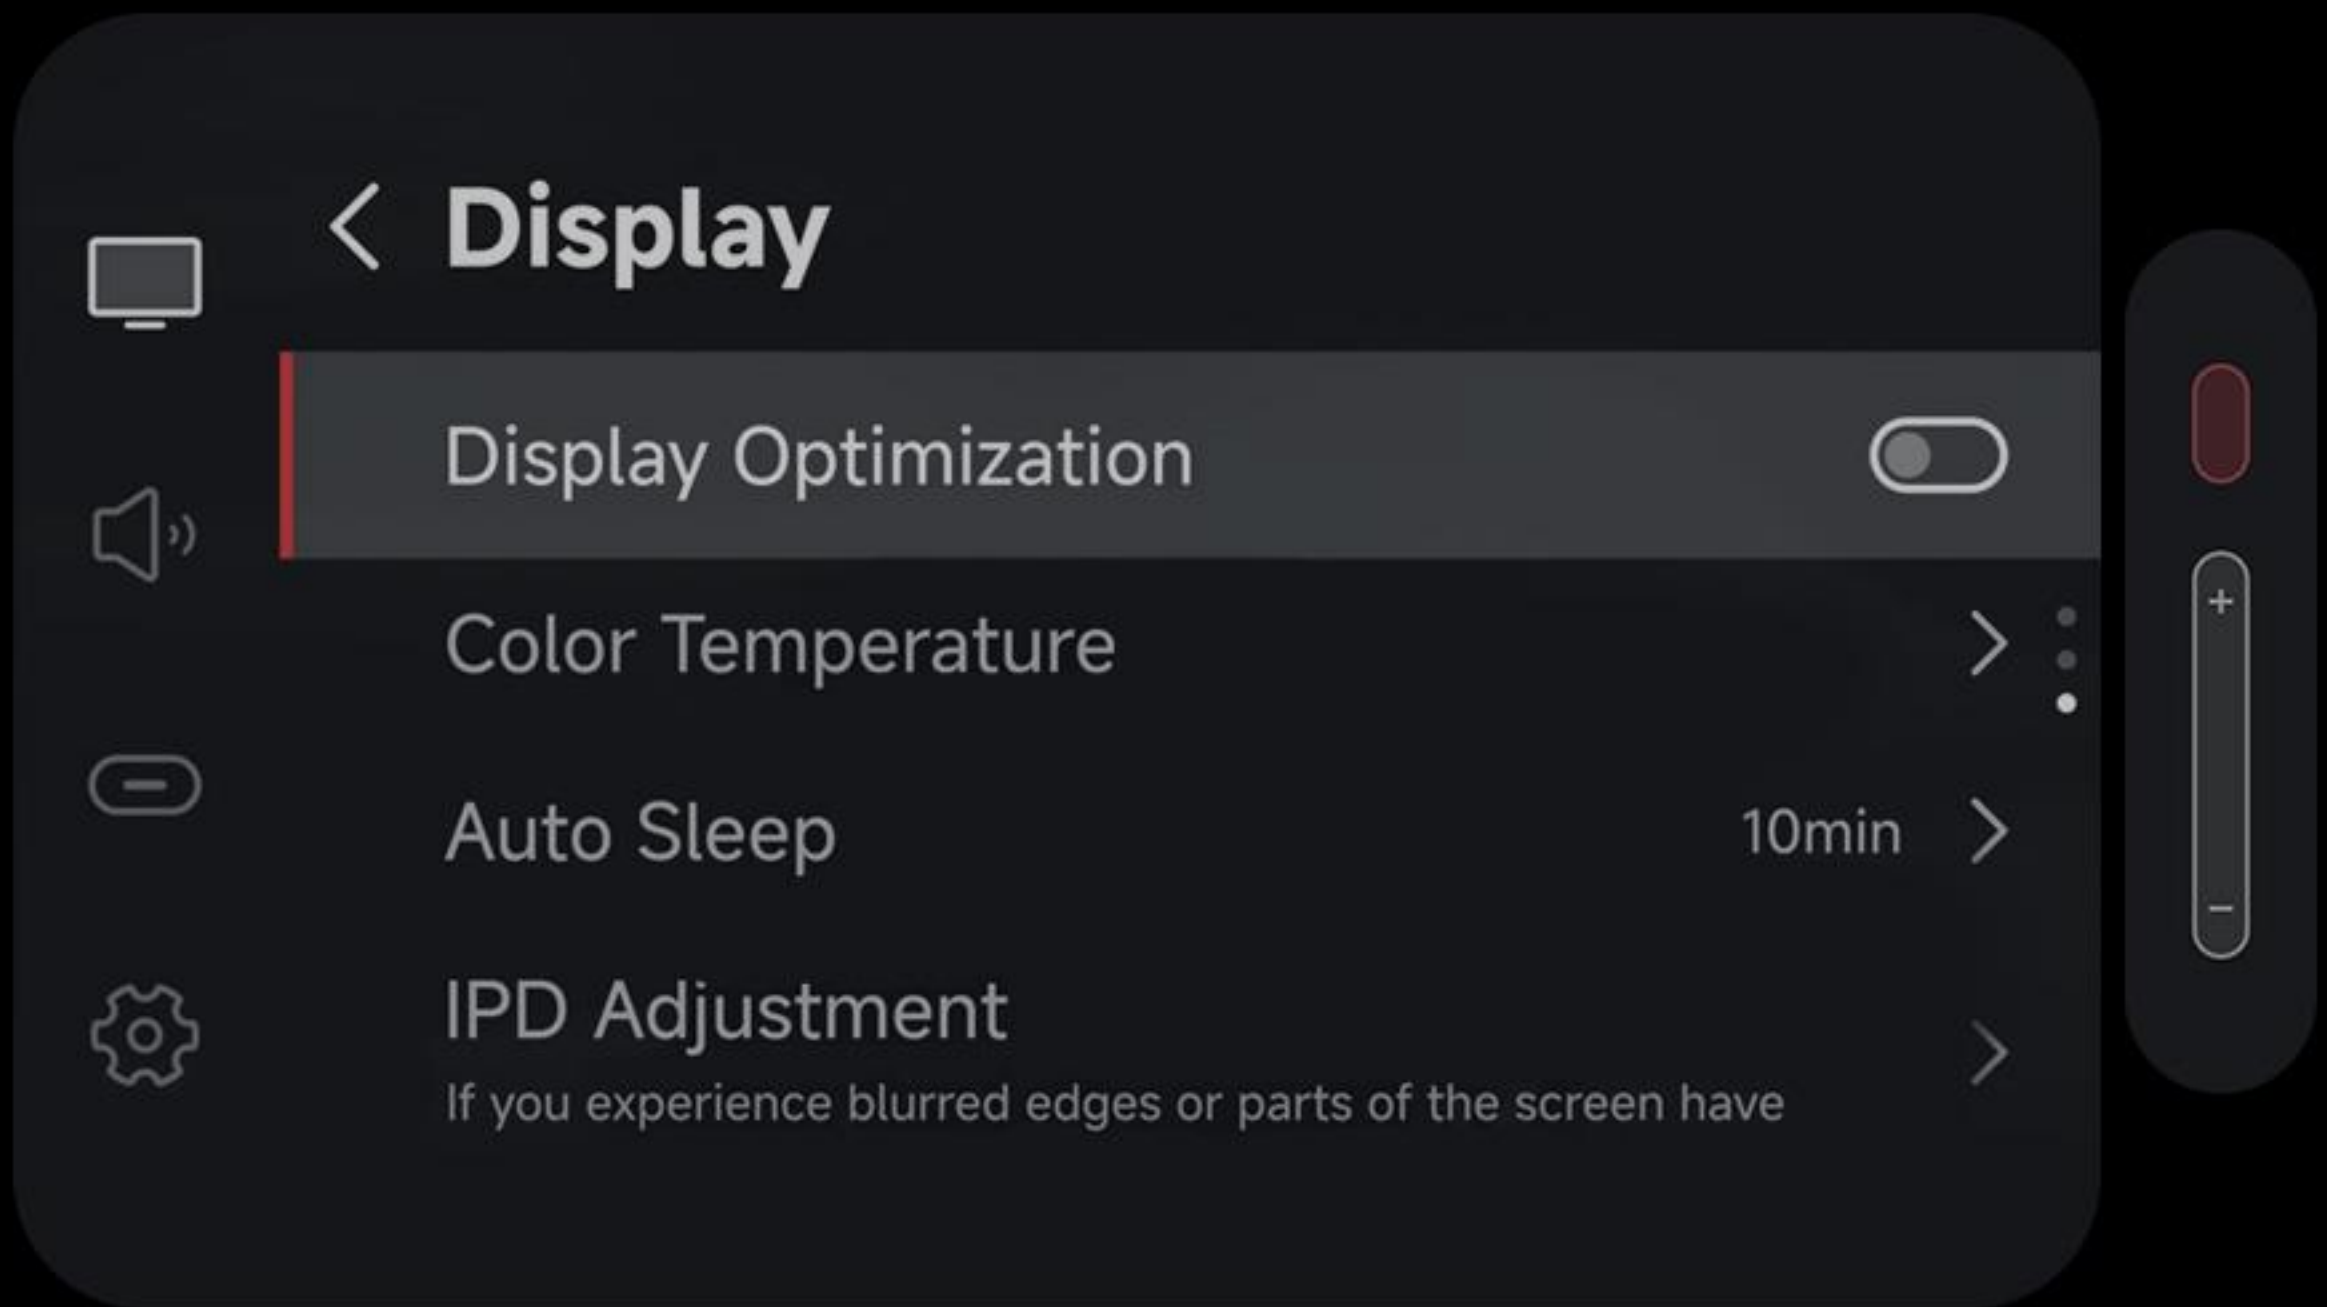 Display
Display Optimization
Color Temperature
Auto Sleep
10min
IPD Adjustment
If you experience blurred edges or parts of the screen have
+
−